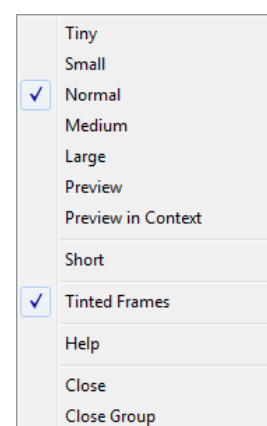 Tiny
Small
Normal
Medium
Large
Preview
Preview in Context
Short
Tinted Frames
Help
Close
Close Group